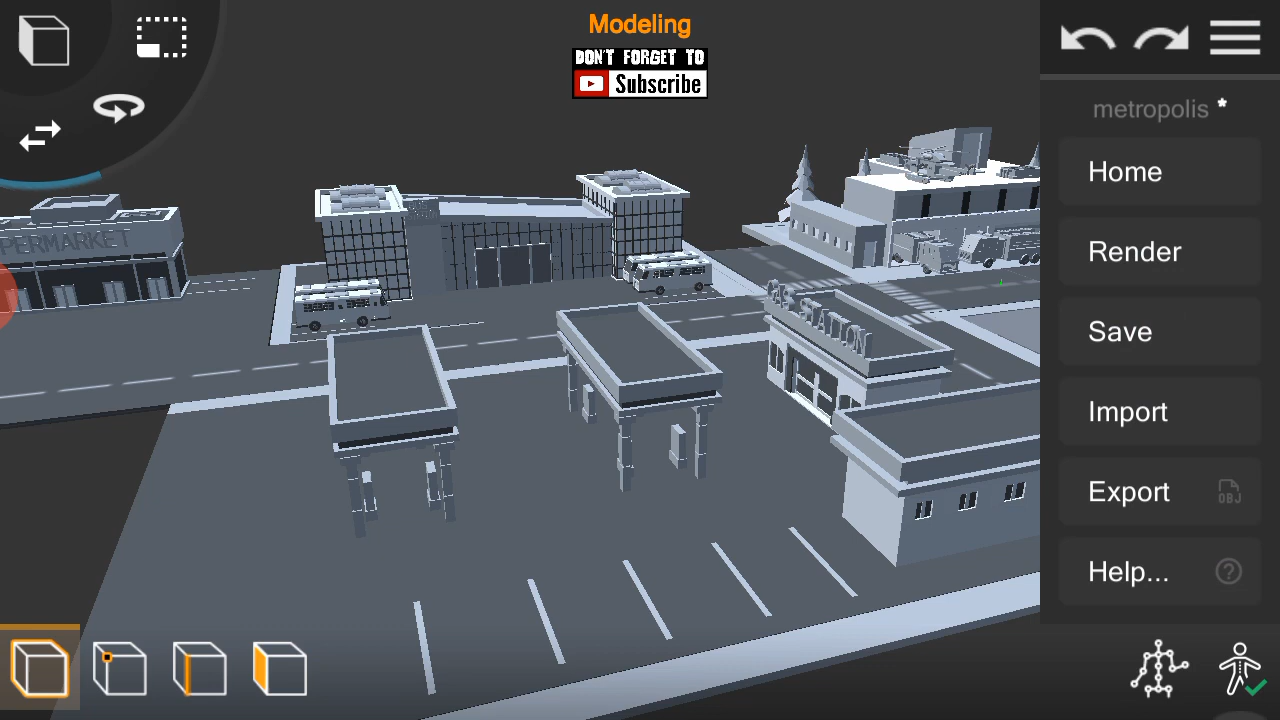 Modeling
DON'T FORGET TO
Subscribe
metropolis *
Home
Render
Save
Import
Export
OBJ
Help...
?
PERMARKET
GAS STATION